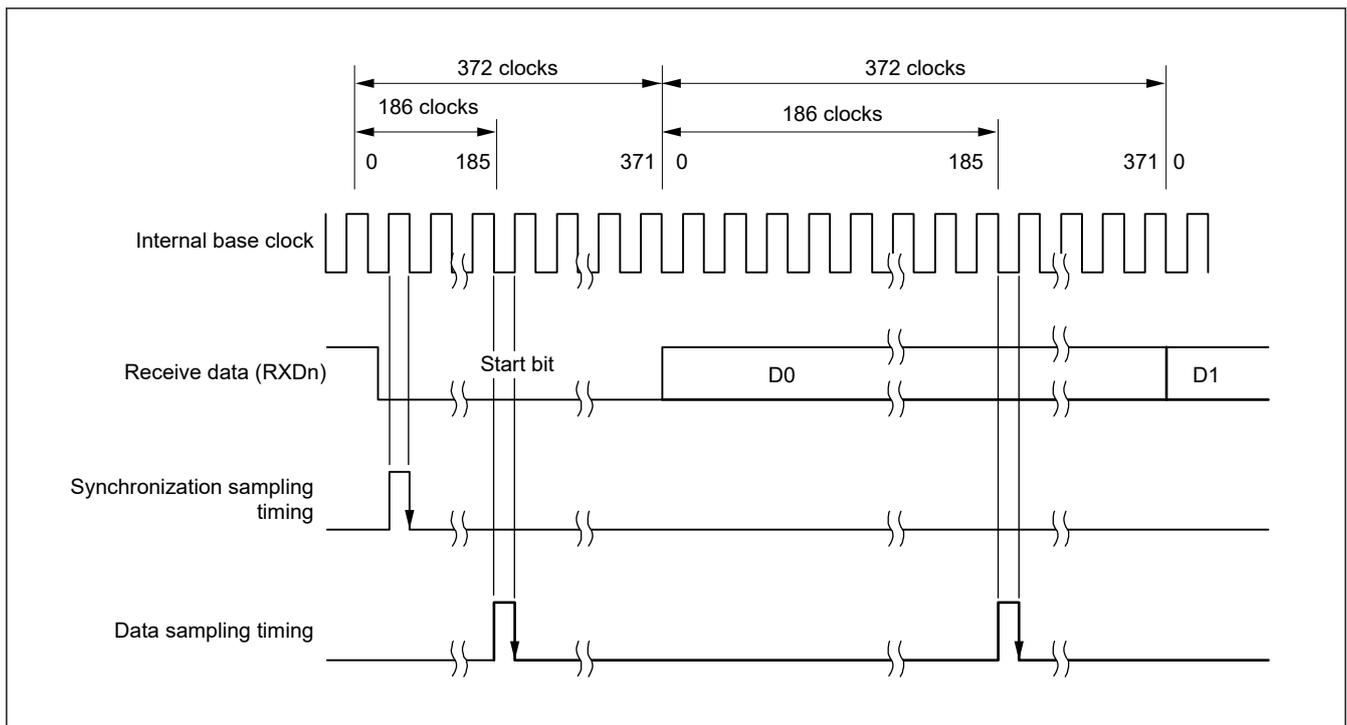 372 clocks
372 clocks
186 clocks
186 clocks
0
185
371
0
185
371
0
Internal base clock
Receive data (RXDn)
Start bit
D0
D1
Synchronization sampling
timing
Data sampling timing